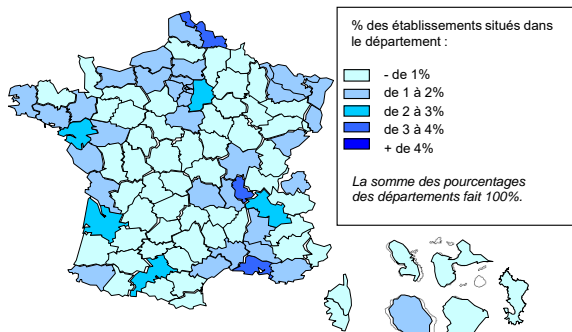 % des établissements situés dans
le département :
- de 1%
de 1 à 2%
de 2 à 3%
de 3 à 4%
+ de 4%
La somme des pourcentages
des départements fait 100%.